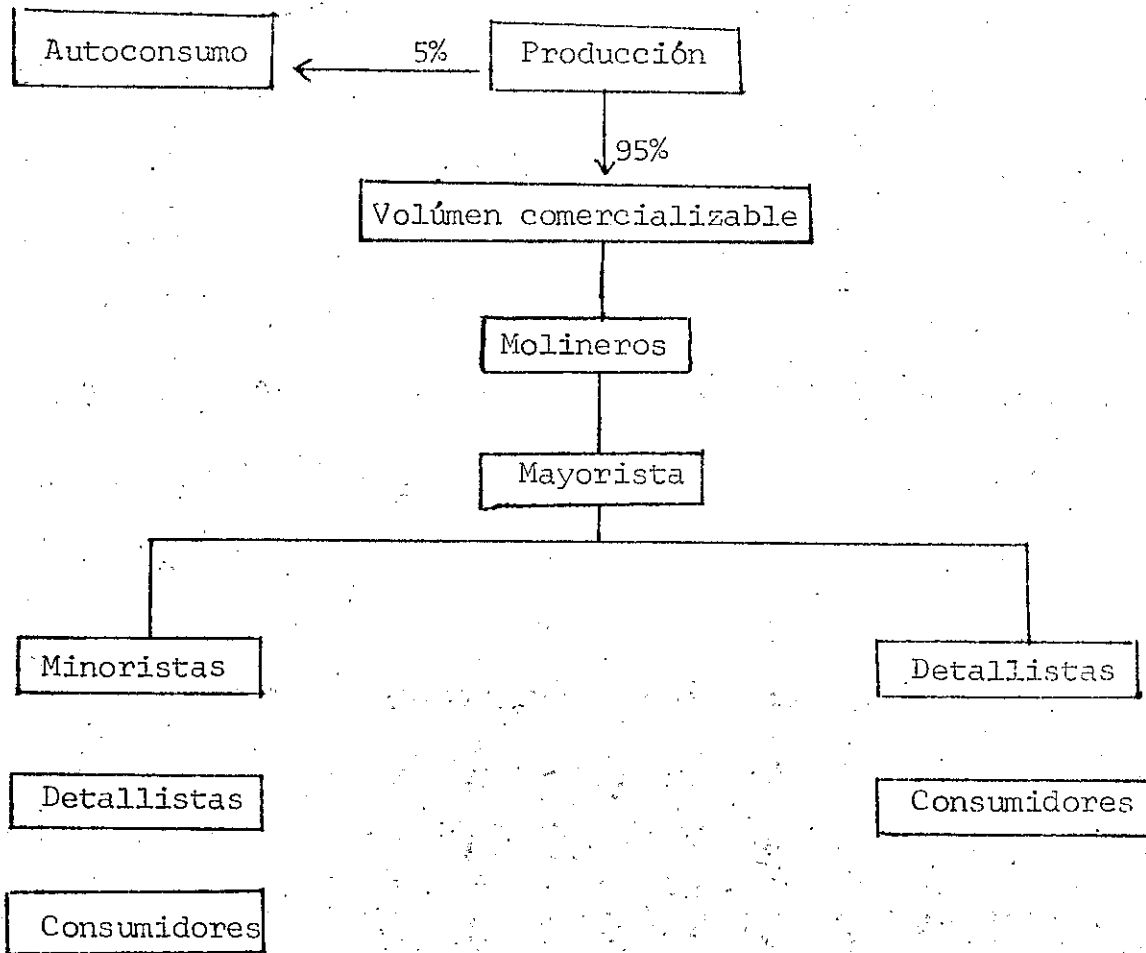 Autoconsumo
5%
Producción
95%
Volúmen comercializable
Molineros
Mayorista
Minoristas
Detallistas
Detallistas
Consumidores
Consumidores